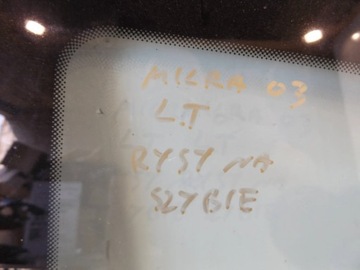 MICRA 03
L.T
RYSY NA
SZYBIE